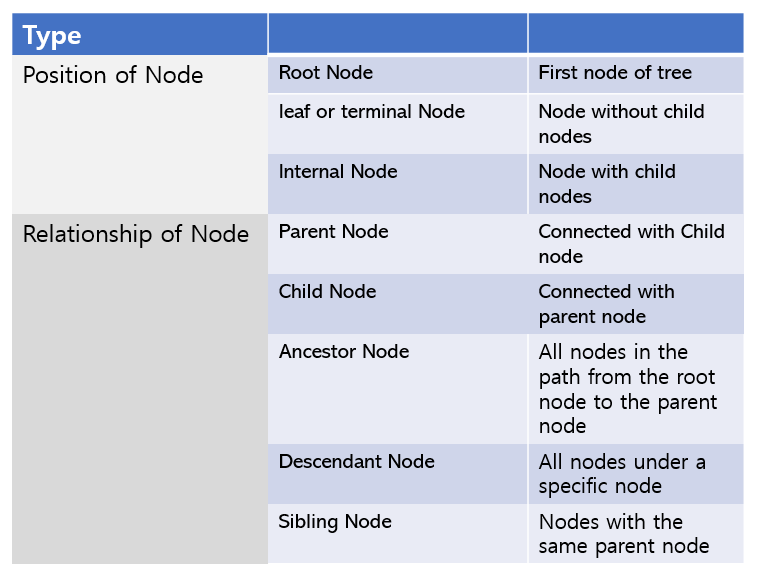 Type
Position of Node
Root Node
First node of tree
leaf or terminal Node
Node without child
nodes
Internal Node
Node with child
nodes
Relationship of Node
Parent Node
Connected with Child
node
Child Node
Connected with
parent node
Ancestor Node
All nodes in the
path from the root
node to the parent
node
Descendant Node
All nodes under a
specific node
Sibling Node
Nodes with the
same parent node